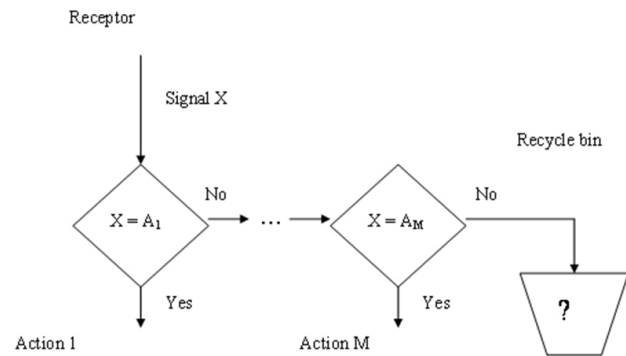 Receptor
Signal X
Recycle bin
No
No
X = A₁
...
X = Aₘ
?
Yes
Yes
Action 1
Action M